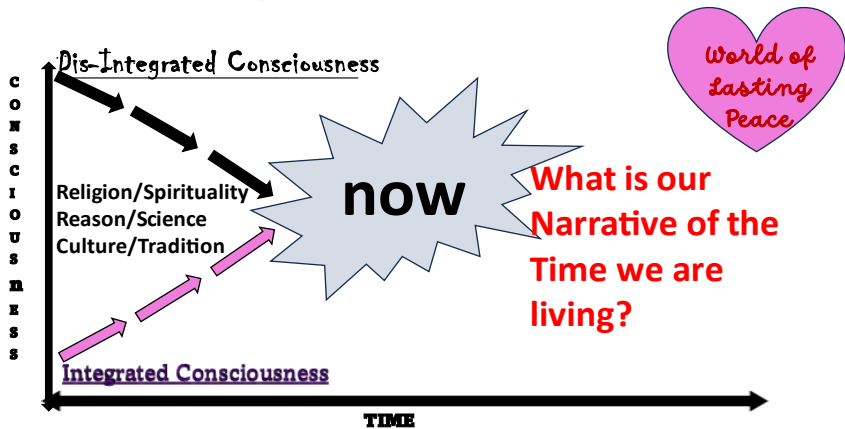 Dis-Integrated Consciousness
World of
Lasting
Peace
CONSCIOUSnESS
Religion/Spirituality
Reason/Science
Culture/Tradition
now
What is our
Narrative of the
Time we are
living?
Integrated Consciousness
TIME